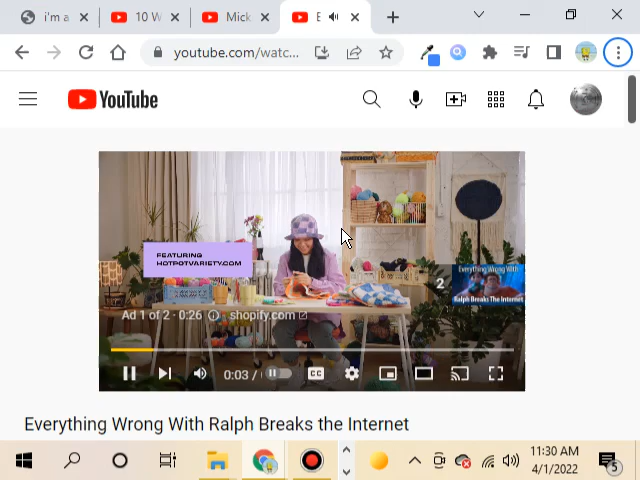 i'm a
10 W
Mick
E
youtube.com/watc...
YouTube
FEATURING
HOTPOTVARIETY.COM
2
Everything Wrong With
Ralph Breaks The Internet
Ad 1 of 2 · 0:26
shopify.com
0:03 /
CC
Everything Wrong With Ralph Breaks the Internet
11:30 AM
4/1/2022
5